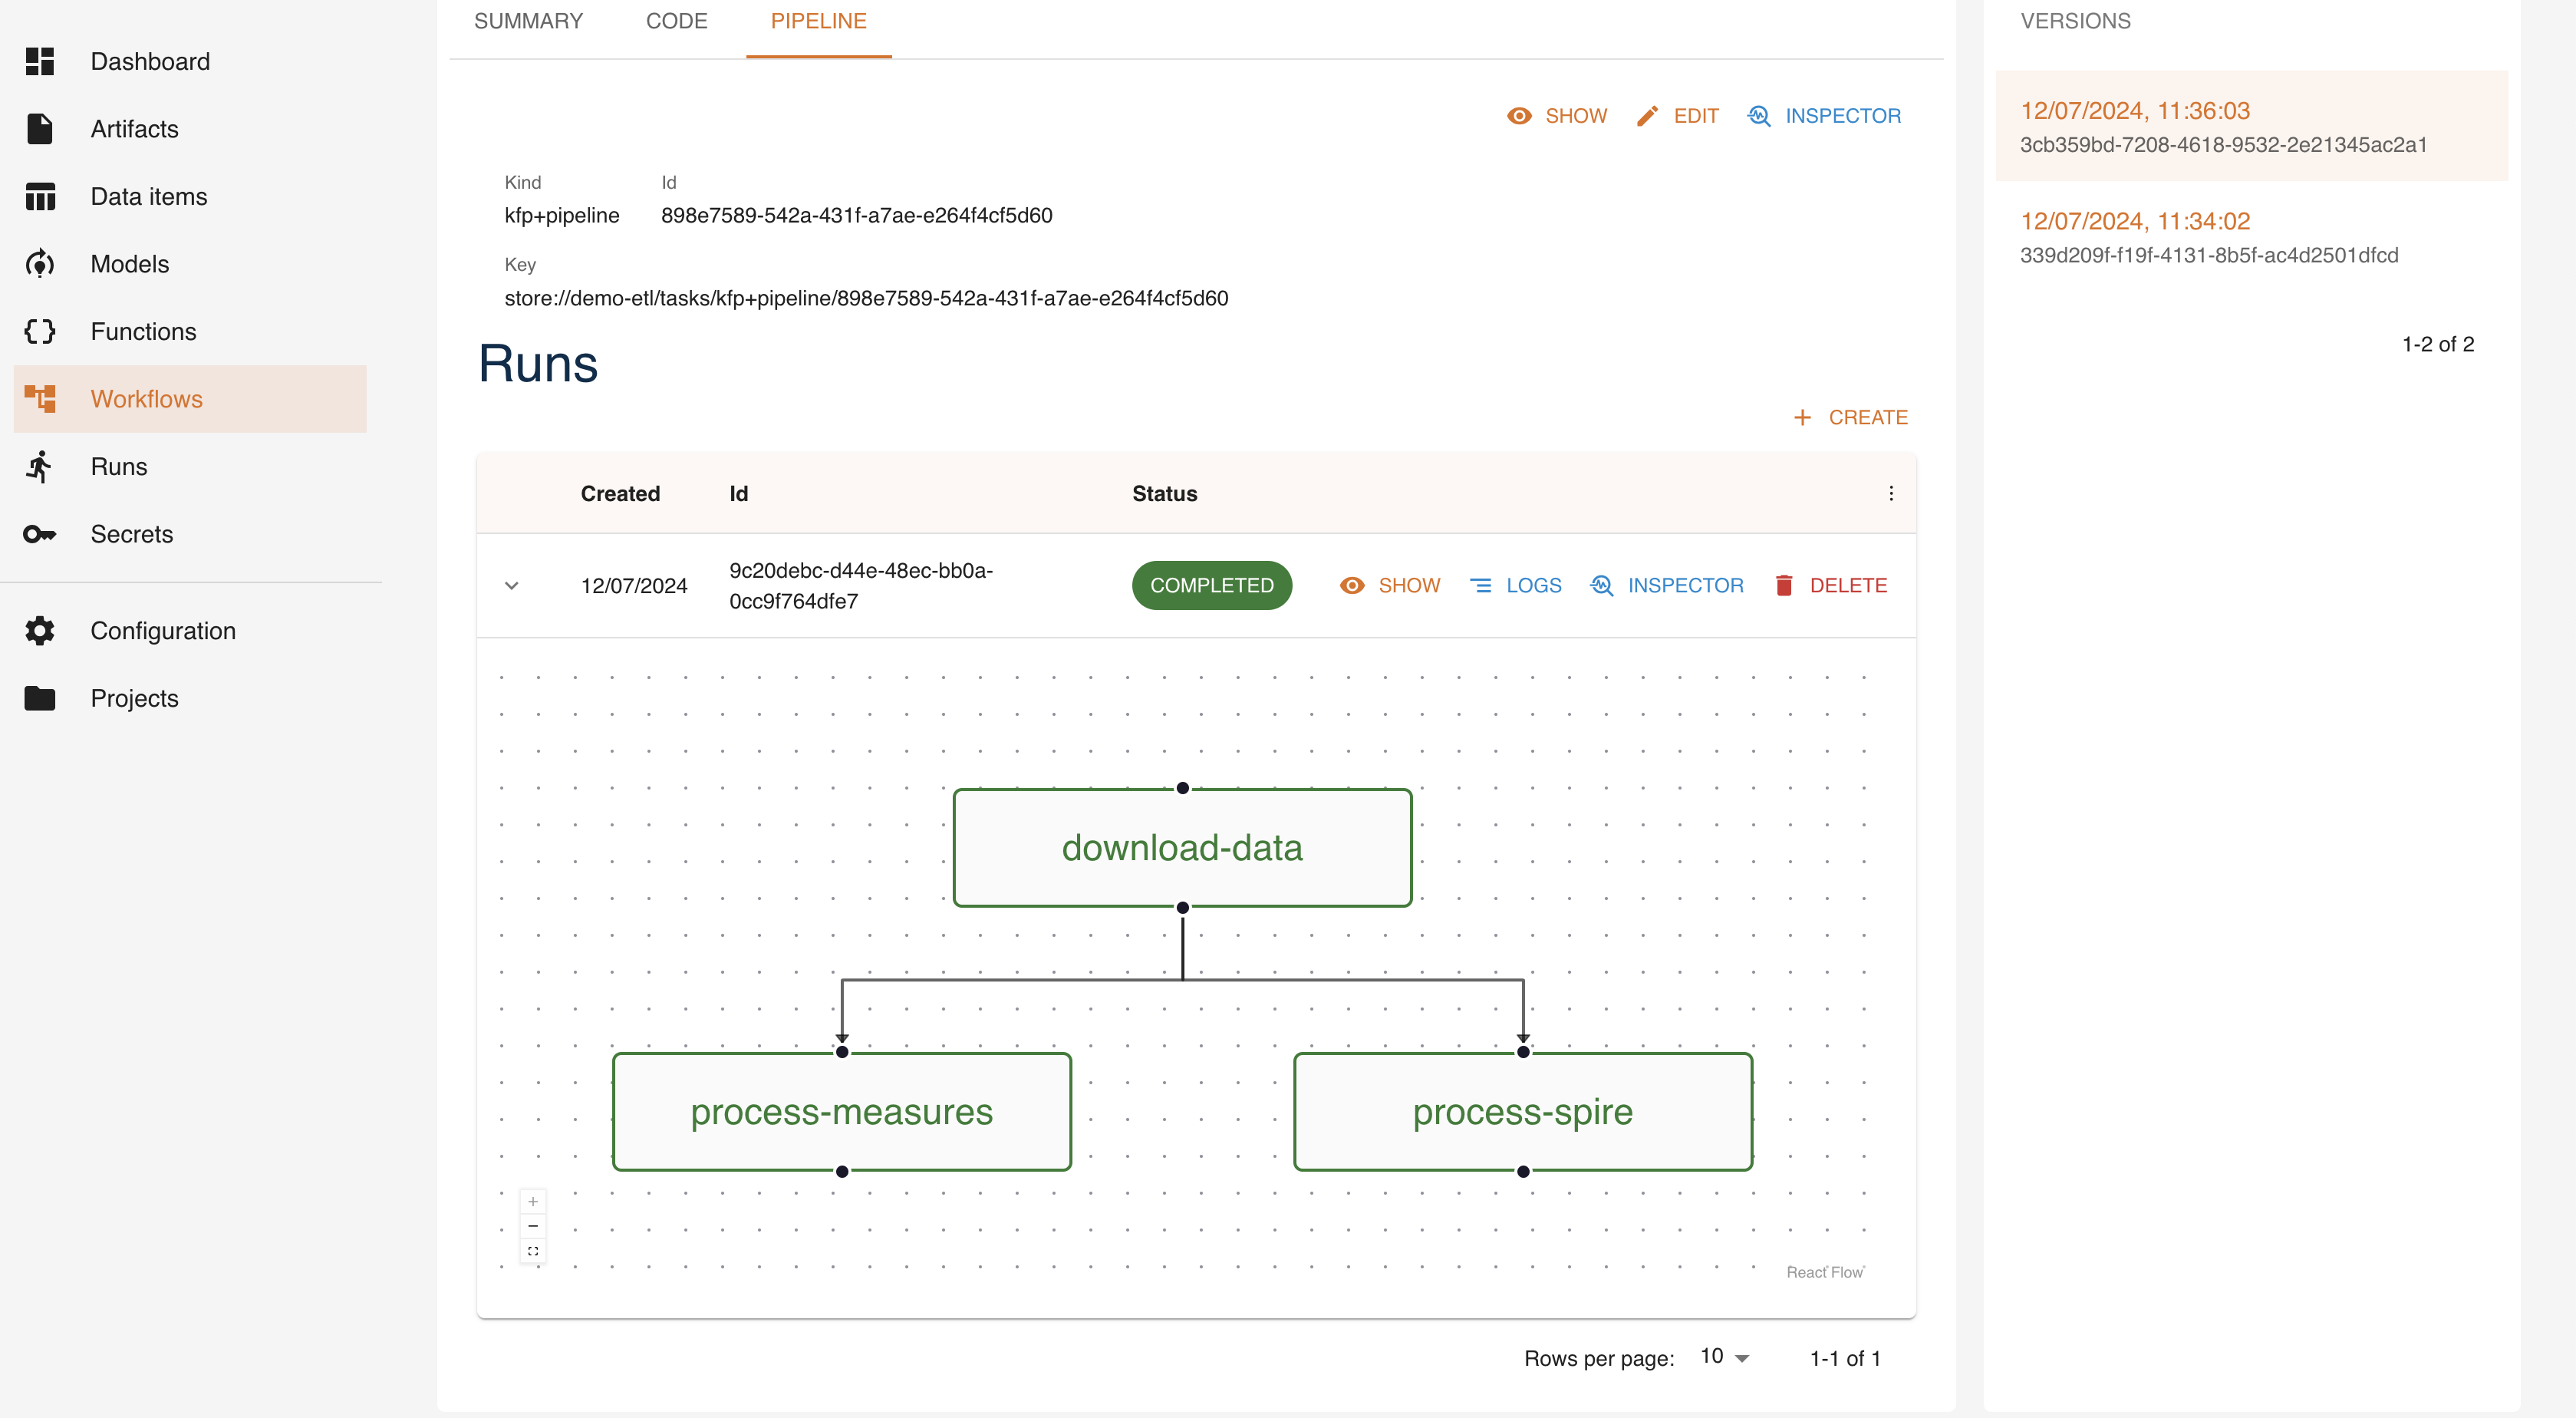 Dashboard
Artifacts
Data items
Models
Functions
Workflows
Runs
Secrets
Configuration
Projects
SUMMARY CODE PIPELINE
SHOW EDIT INSPECTOR
Kind Id
kfp+pipeline 898e7589-542a-431f-a7ae-e264f4cf5d60
Key
store://demo-etl/tasks/kfp+pipeline/898e7589-542a-431f-a7ae-e264f4cf5d60
Runs
+ CREATE
Created Id Status
12/07/2024 9c20debc-d44e-48ec-bb0a-
0cc9f764dfe7 COMPLETED SHOW LOGS INSPECTOR DELETE
download-data
process-measures process-spire
React Flow
Rows per page: 10 1-1 of 1
VERSIONS
12/07/2024, 11:36:03
3cb359bd-7208-4618-9532-2e21345ac2a1
12/07/2024, 11:34:02
339d209f-f19f-4131-8b5f-ac4d2501dfcd
1-2 of 2